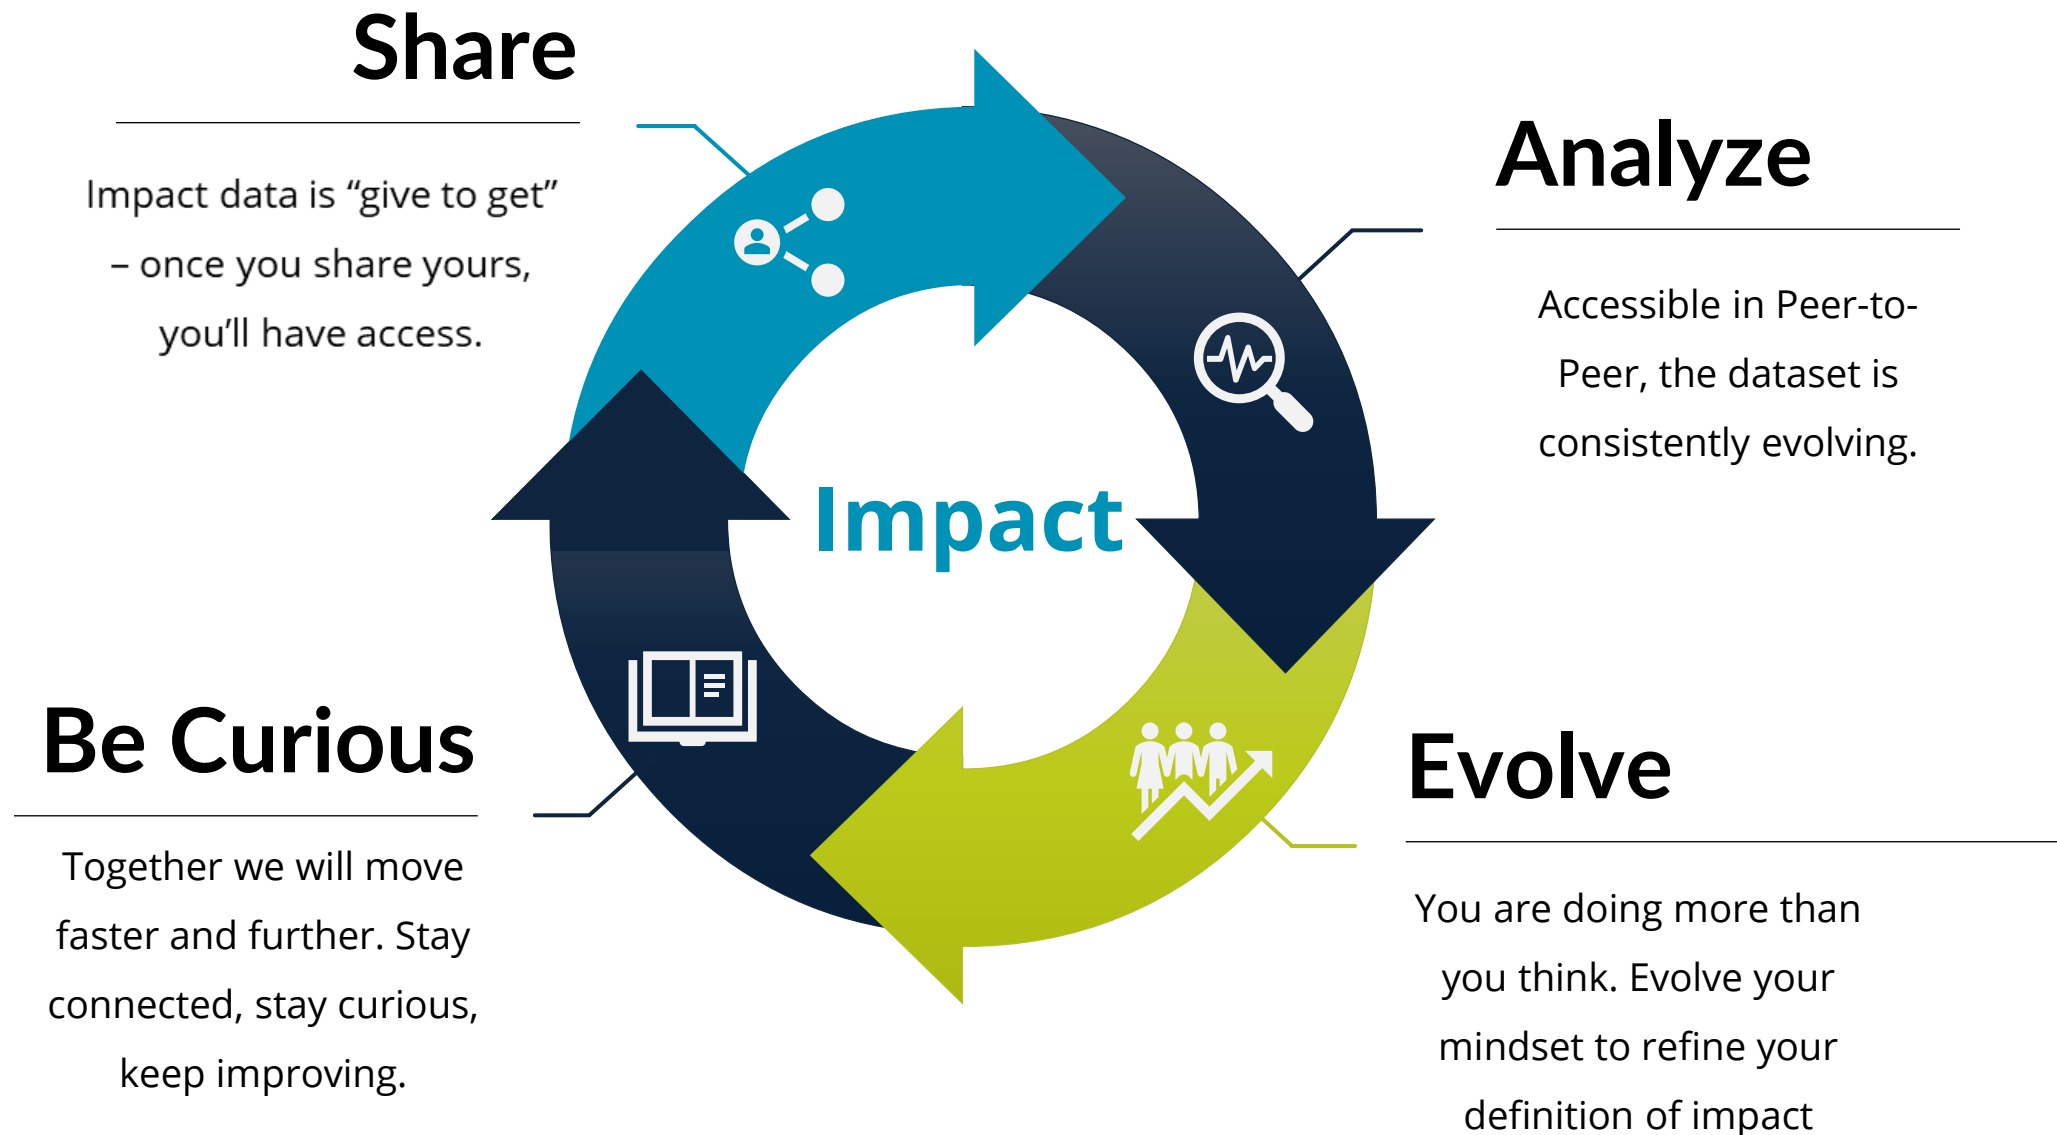 Share
Impact data is “give to get”
– once you share yours,
you’ll have access.
Analyze
Accessible in Peer-to-
Peer, the dataset is
consistently evolving.
Impact
Be Curious
Together we will move
faster and further. Stay
connected, stay curious,
keep improving.
Evolve
You are doing more than
you think. Evolve your
mindset to refine your
definition of impact